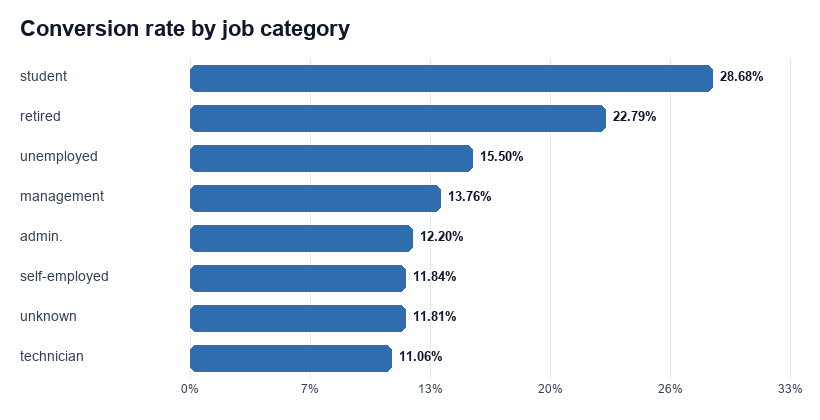 Conversion rate by job category
student 28.68%
retired 22.79%
unemployed 15.50%
management 13.76%
admin. 12.20%
self-employed 11.84%
unknown 11.81%
technician 11.06%
0% 7% 13% 20% 26% 33%